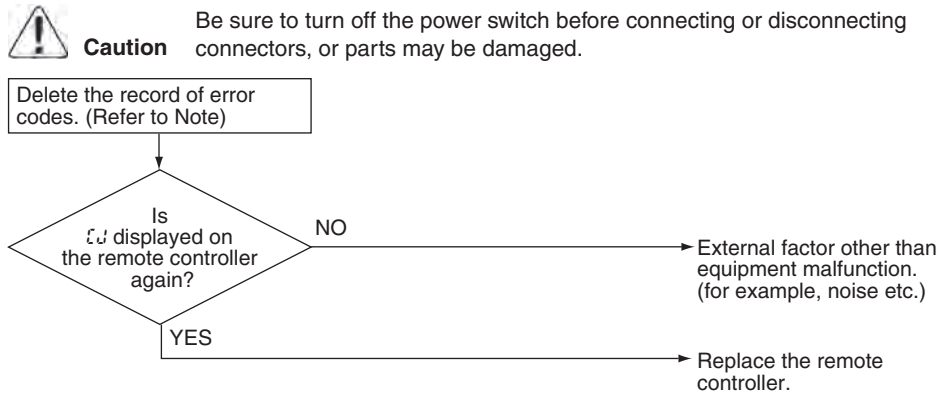 Be sure to turn off the power switch before connecting or disconnecting
Caution connectors, or parts may be damaged.
Delete the record of error
codes. (Refer to Note)
Is
CJ displayed on
the remote controller
again?
NO
External factor other than
equipment malfunction.
(for example, noise etc.)
YES
Replace the remote
controller.